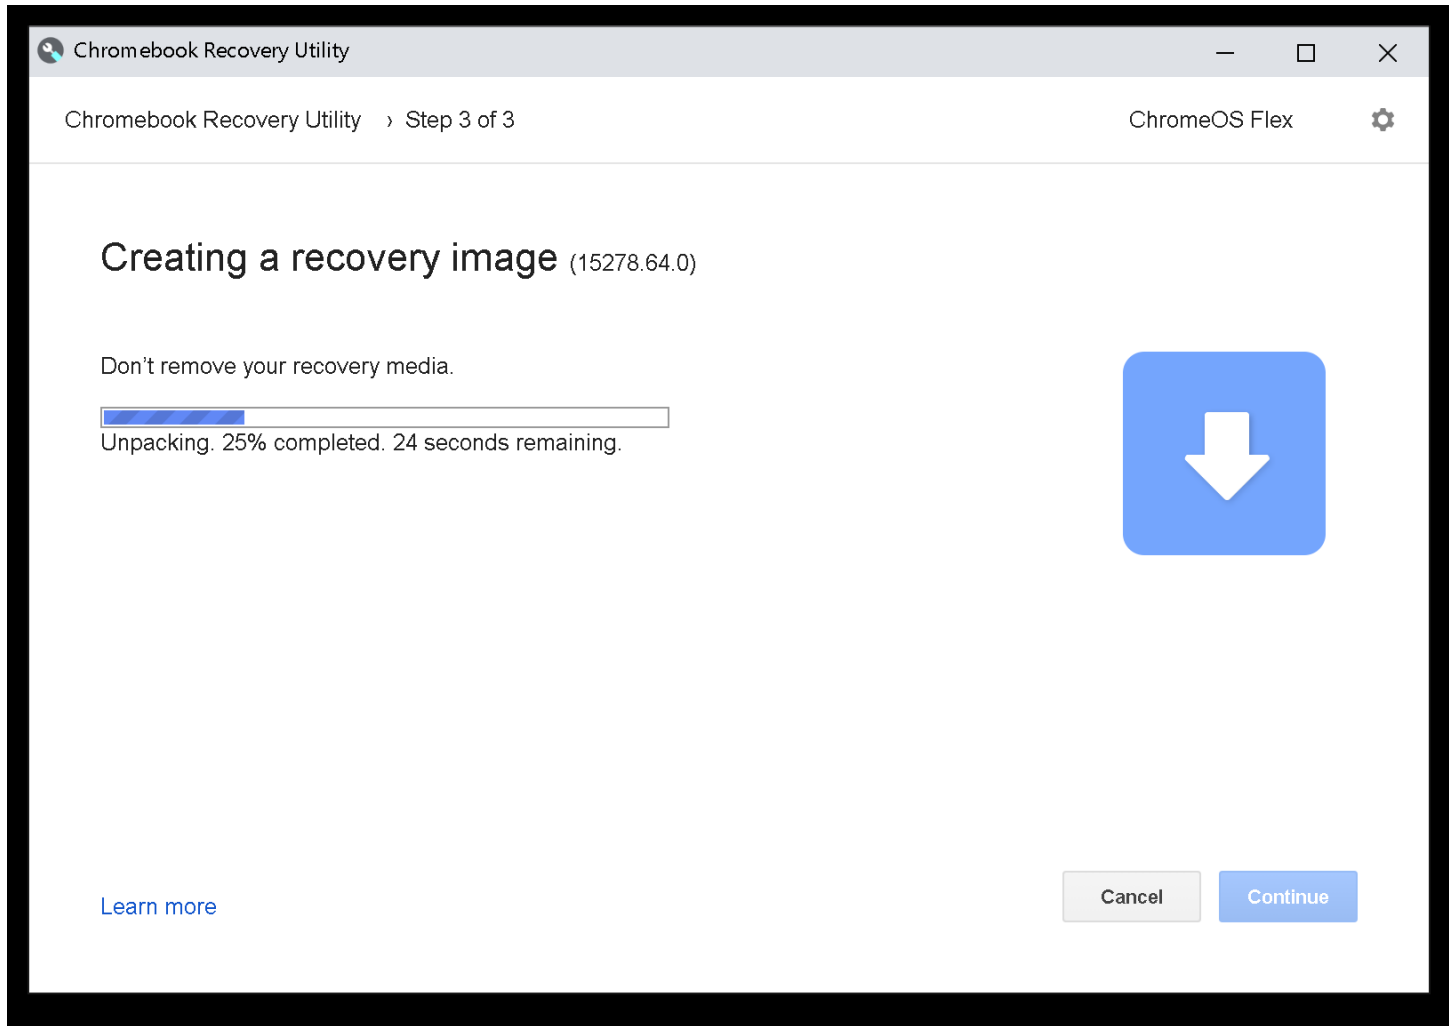 Chromebook Recovery Utility
Chromebook Recovery Utility › Step 3 of 3 ChromeOS Flex
Creating a recovery image (15278.64.0)
Don't remove your recovery media.
Unpacking. 25% completed. 24 seconds remaining.
Learn more
Cancel Continue